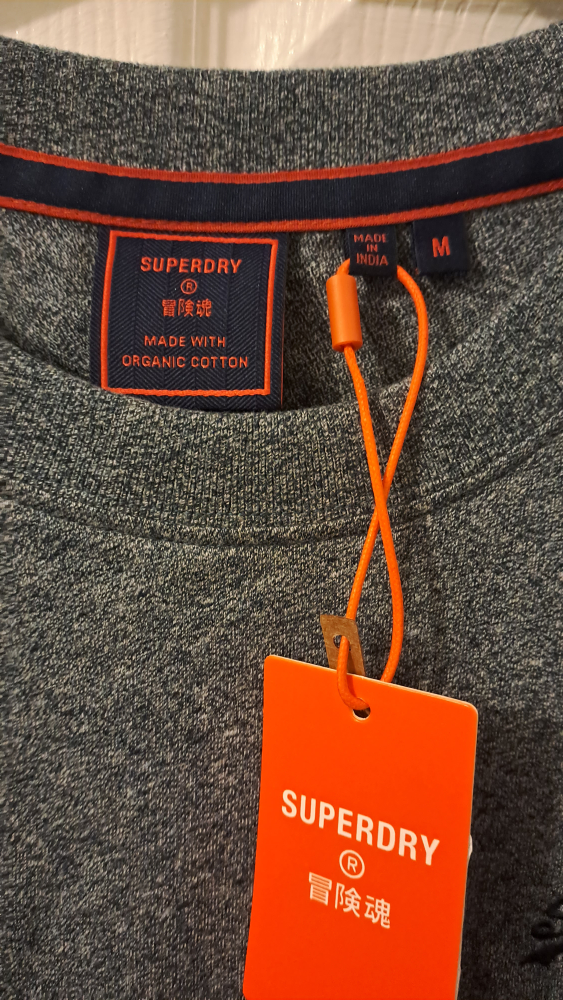 SUPERDRY
®
冒険魂
MADE WITH
ORGANIC COTTON
MADE
IN
INDIA
M
SUPERDRY
®
冒険魂